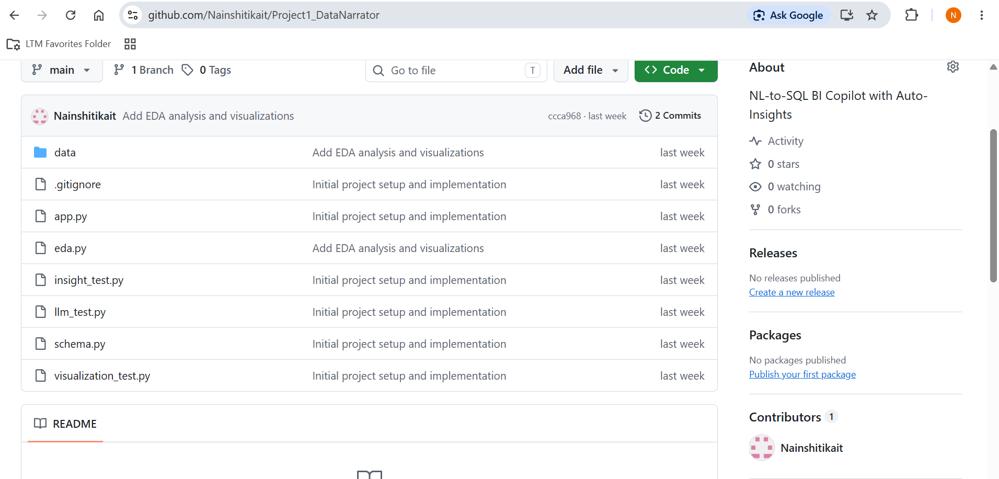 github.com/Nainshitikait/Project1_DataNarrator
Ask Google
N
LTM Favorites Folder
main
1 Branch
0 Tags
Go to file
T
Add file
Code
Nainshitikait Add EDA analysis and visualizations
ccca968 · last week
2 Commits
data Add EDA analysis and visualizations last week
.gitignore Initial project setup and implementation last week
app.py Initial project setup and implementation last week
eda.py Add EDA analysis and visualizations last week
insight_test.py Initial project setup and implementation last week
llm_test.py Initial project setup and implementation last week
schema.py Initial project setup and implementation last week
visualization_test.py Initial project setup and implementation last week
README
About
NL-to-SQL BI Copilot with Auto-
Insights
Activity
0 stars
0 watching
0 forks
Releases
No releases published
Create a new release
Packages
No packages published
Publish your first package
Contributors 1
Nainshitikait